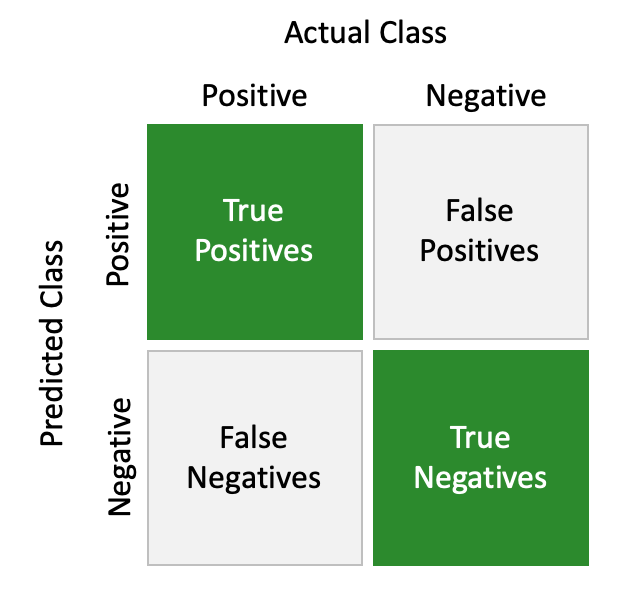 Actual Class
Positive
Negative
Predicted Class
Positive
True
Positives
False
Positives
Negative
False
Negatives
True
Negatives